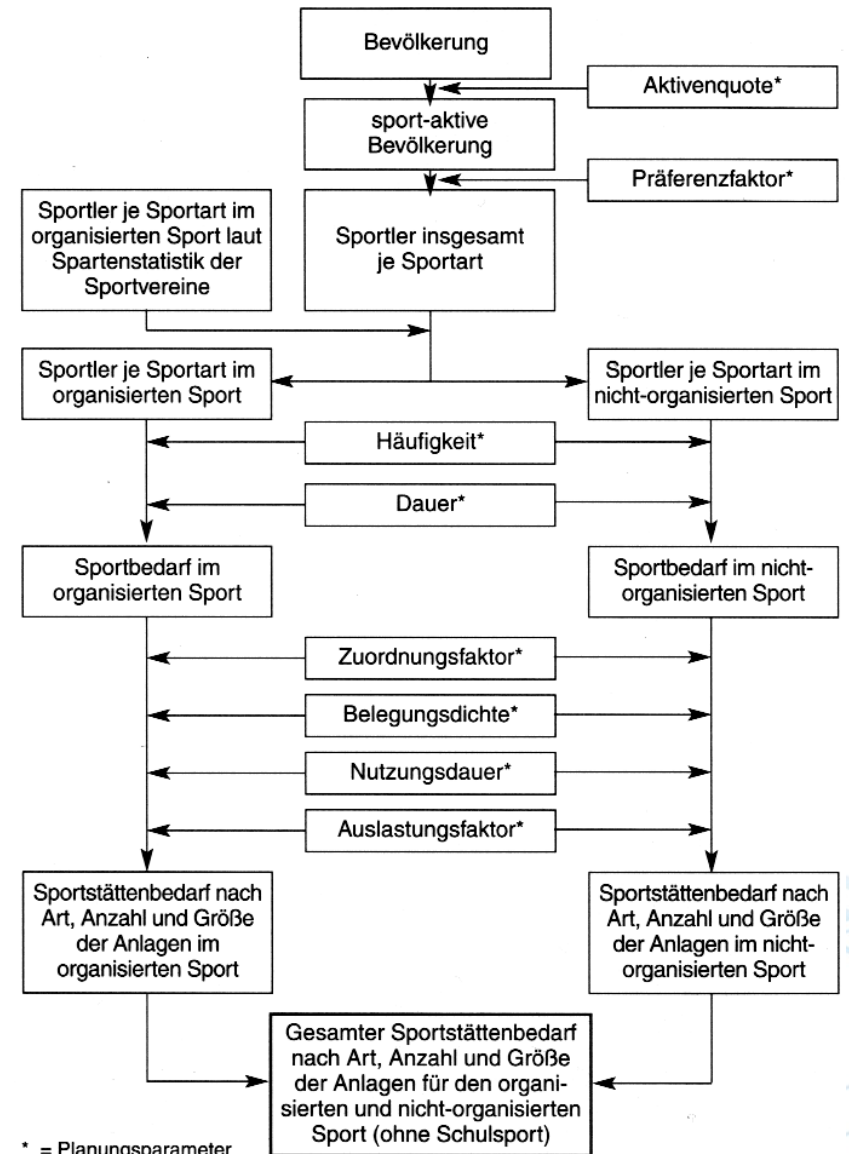 Bevölkerung
Aktivenquote*
sport-aktive
Bevölkerung
Präferenzfaktor*
Sportler je Sportart im
organisierten Sport laut
Spartenstatistik der
Sportvereine
Sportler insgesamt
je Sportart
Sportler je Sportart im
organisierten Sport
Sportler je Sportart im
nicht-organisierten Sport
Häufigkeit*
Dauer*
Sportbedarf im
organisierten Sport
Sportbedarf im nicht-
organisierten Sport
Zuordnungsfaktor*
Belegungsdichte*
Nutzungsdauer*
Auslastungsfaktor*
Sportstättenbedarf nach
Art, Anzahl und Größe
der Anlagen im
organisierten Sport
Sportstättenbedarf nach
Art, Anzahl und Größe
der Anlagen im nicht-
organisierten Sport
Gesamter Sportstättenbedarf
nach Art, Anzahl und Größe
der Anlagen für den organi-
sierten und nicht-organisierten
Sport (ohne Schulsport)
* = Planungsparameter